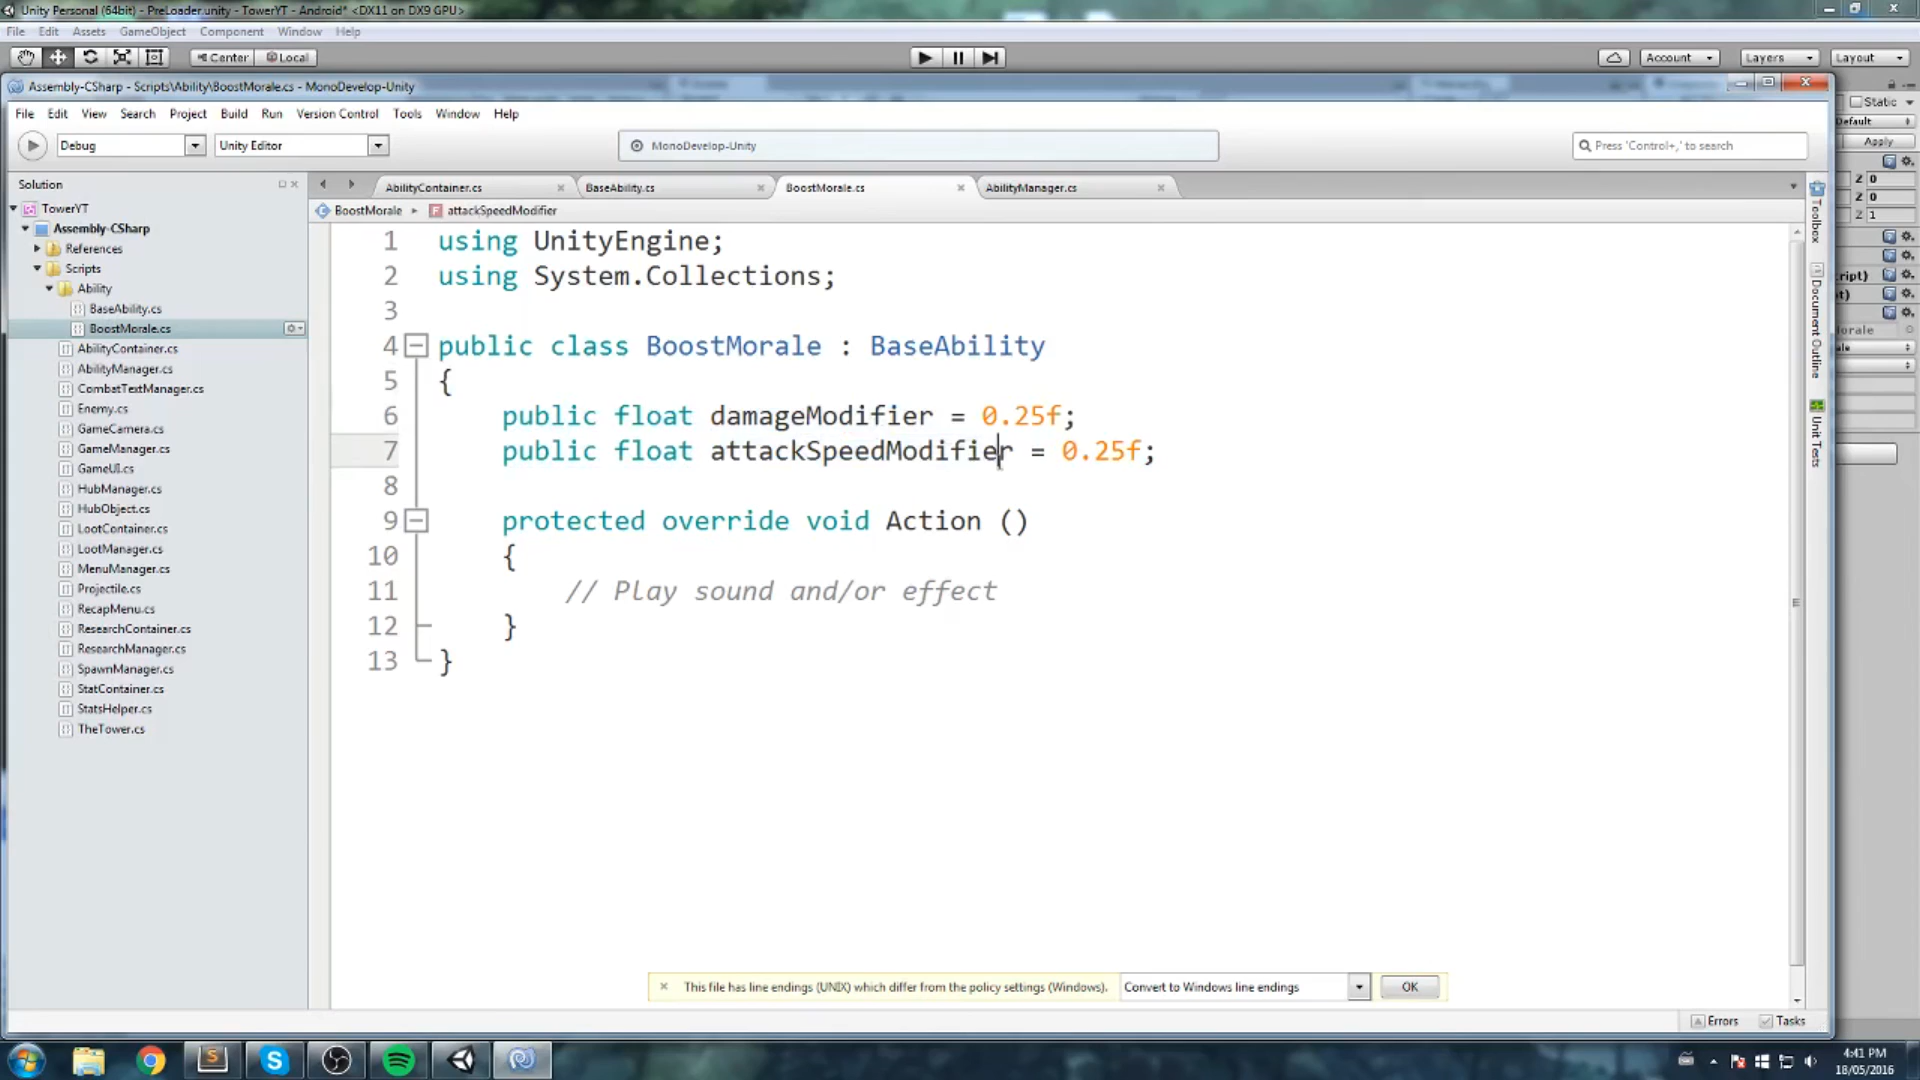 Unity Personal (64bit) - PreLoader.unity - TowerYT - Android* <DX11 on DX9 GPU>
File Edit Assets GameObject Component Window Help
Center Local Account Layers Layout
Assembly-CSharp - Scripts\Ability\BoostMorale.cs - MonoDevelop-Unity
Static
File Edit View Search Project Build Run Version Control Tools Window Help
Default
Debug Unity Editor MonoDevelop-Unity Press 'Control+,' to search
Apply
Solution
AbilityContainer.cs BaseAbility.cs BoostMorale.cs AbilityManager.cs
Z 0
Z 0
Z 1
BoostMorale attackSpeedModifier
TowerYT
Assembly-CSharp
References
Scripts
Ability
BaseAbility.cs
BoostMorale.cs
AbilityContainer.cs
AbilityManager.cs
CombatTextManager.cs
Enemy.cs
GameCamera.cs
GameManager.cs
GameUI.cs
HubManager.cs
HubObject.cs
LootContainer.cs
LootManager.cs
MenuManager.cs
Projectile.cs
RecapMenu.cs
ResearchContainer.cs
ResearchManager.cs
SpawnManager.cs
StatContainer.cs
StatsHelper.cs
TheTower.cs
1 using UnityEngine;
2 using System.Collections;
3
4 public class BoostMorale : BaseAbility
5 {
6 public float damageModifier = 0.25f;
7 public float attackSpeedModifier = 0.25f;
8
9 protected override void Action ()
10 {
11 // Play sound and/or effect
12 }
13 }
Toolbox
Document Outline
Unit Tests
This file has line endings (UNIX) which differ from the policy settings (Windows). Convert to Windows line endings OK
Errors Tasks
4:41 PM
18/05/2016